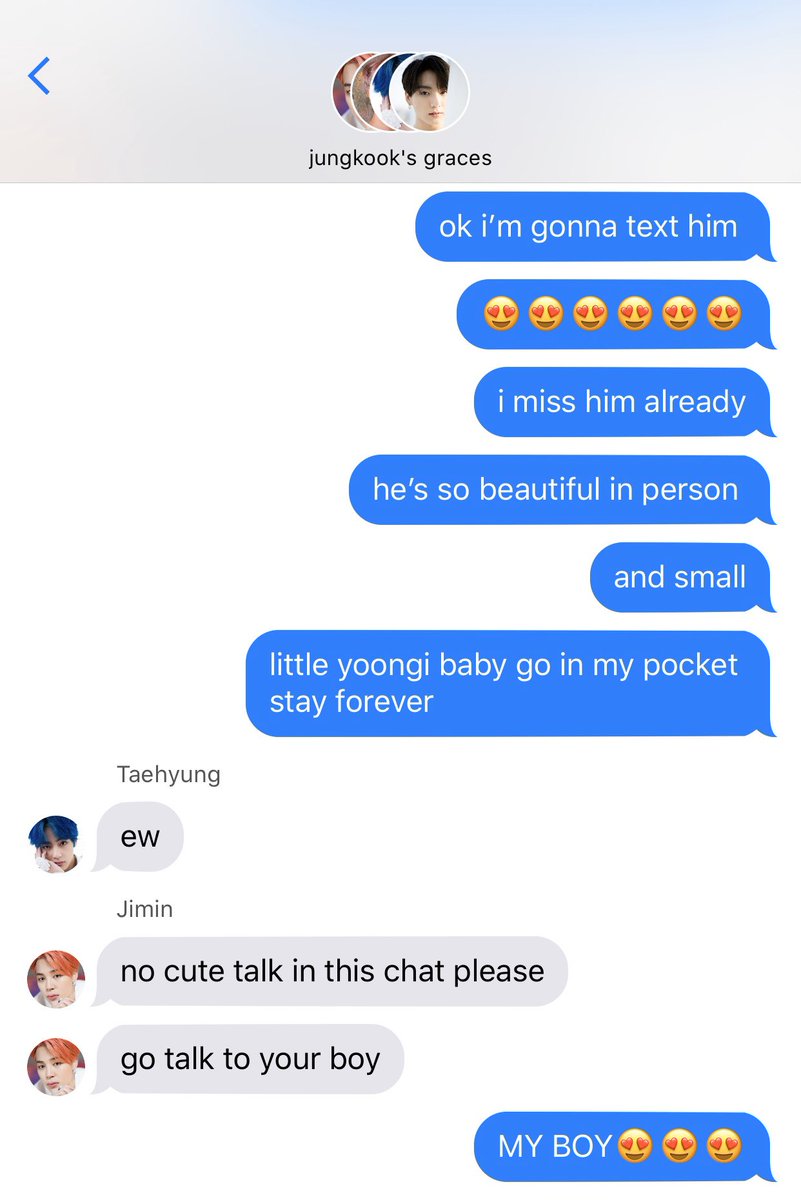 jungkook's graces
ok i’m gonna text him
😍😍😍😍😍😍
i miss him already
he’s so beautiful in person
and small
little yoongi baby go in my pocket
stay forever
Taehyung
ew
Jimin
no cute talk in this chat please
go talk to your boy
MY BOY😍😍😍